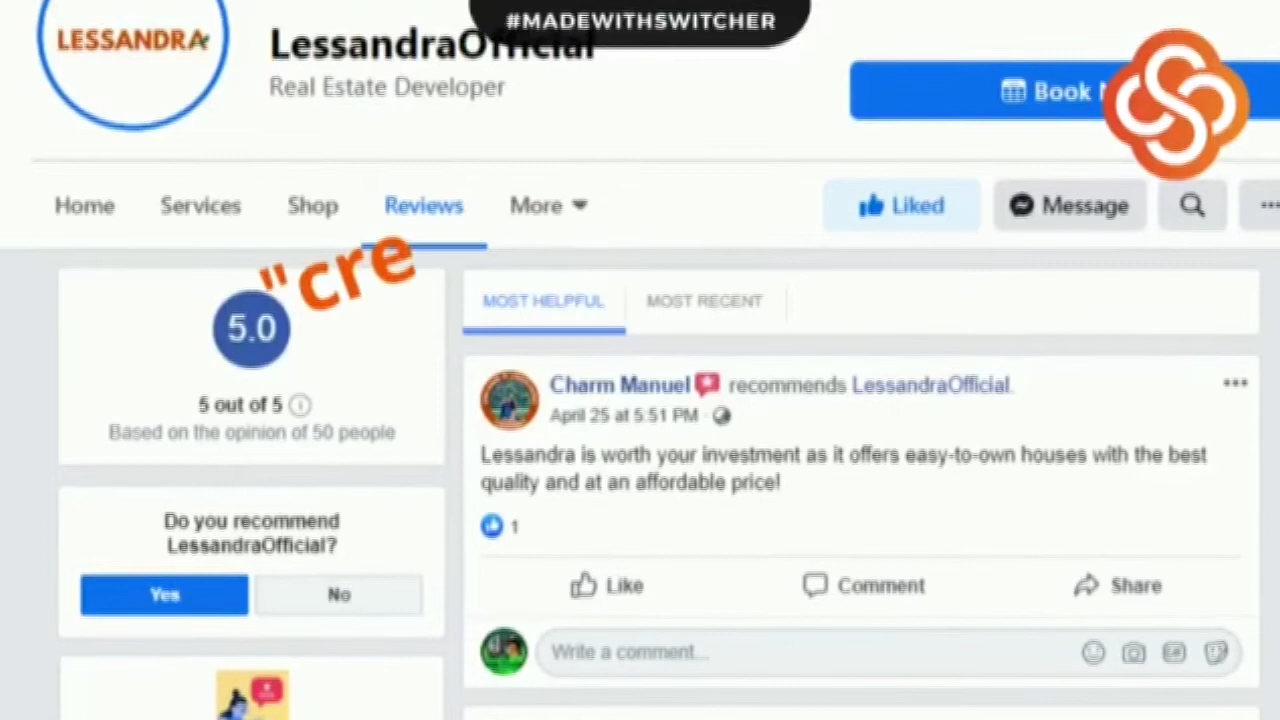 #MADEWITHSWITCHER
LESSANDRA
LessandraOfficial
Real Estate Developer
Book
Home Services Shop Reviews More
Liked Message
"cre
5.0
5 out of 5
Based on the opinion of 50 people
Do you recommend
LessandraOfficial?
Yes No
MOST HELPFUL MOST RECENT
Charm Manuel recommends LessandraOfficial.
April 25 at 5:51 PM
Lessandra is worth your investment as it offers easy-to-own houses with the best
quality and at an affordable price!
1
Like Comment Share
Write a comment...